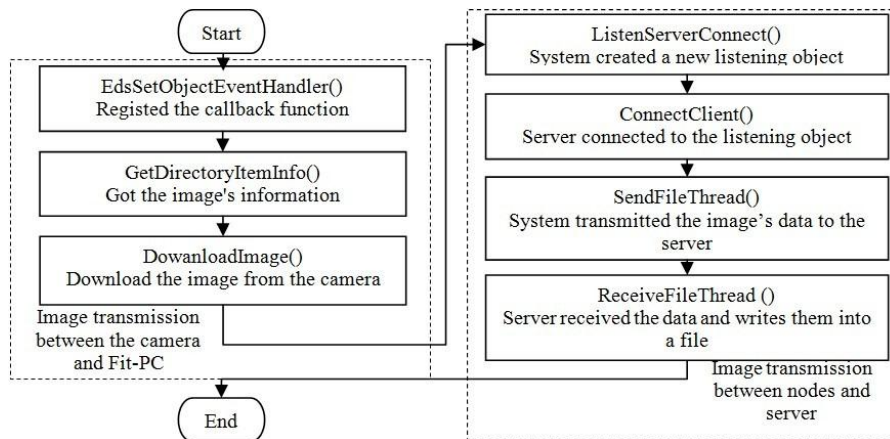 Start
EdsSetObjectEventHandler()
Registed the callback function
GetDirectoryItemInfo()
Got the image's information
DowanloadImage()
Download the image from the camera
Image transmission
between the camera
and Fit-PC
End
ListenServerConnect()
System created a new listening object
ConnectClient()
Server connected to the listening object
SendFileThread()
System transmitted the image’s data to the
server
ReceiveFileThread ()
Server received the data and writes them into
a file
Image transmission
between nodes and
server